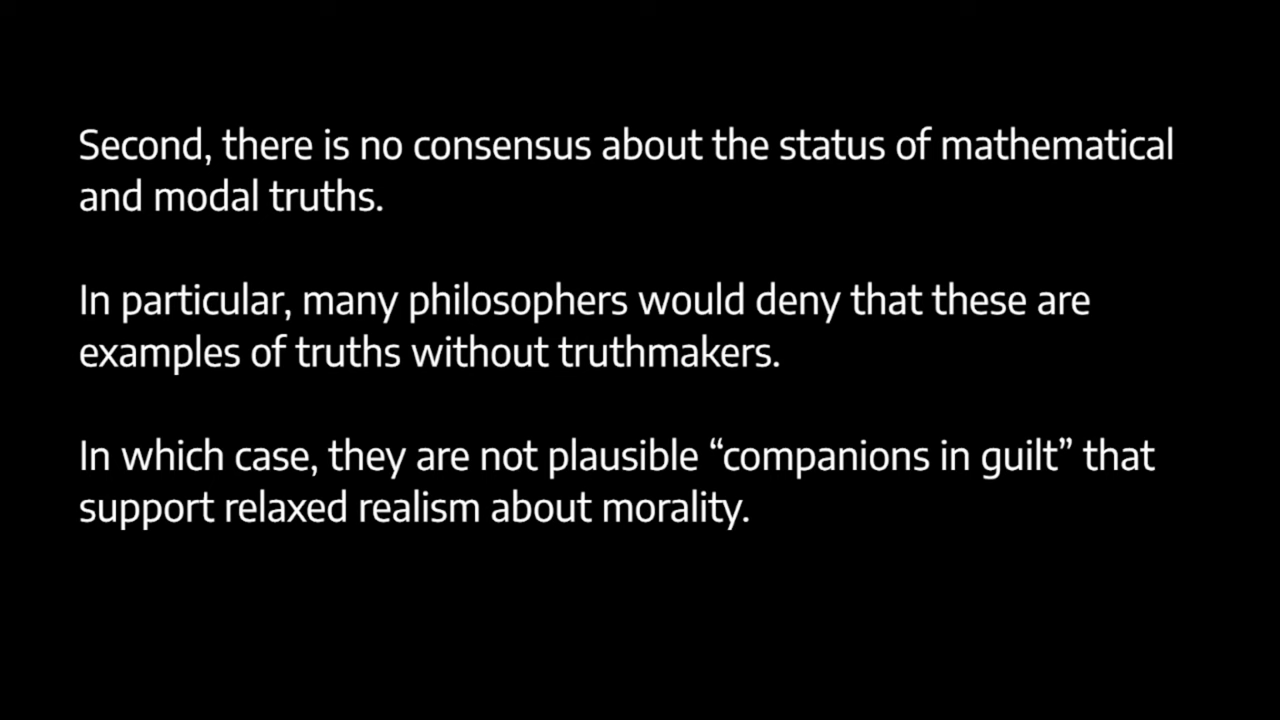 Second, there is no consensus about the status of mathematical
and modal truths.
In particular, many philosophers would deny that these are
examples of truths without truthmakers.
In which case, they are not plausible “companions in guilt” that
support relaxed realism about morality.